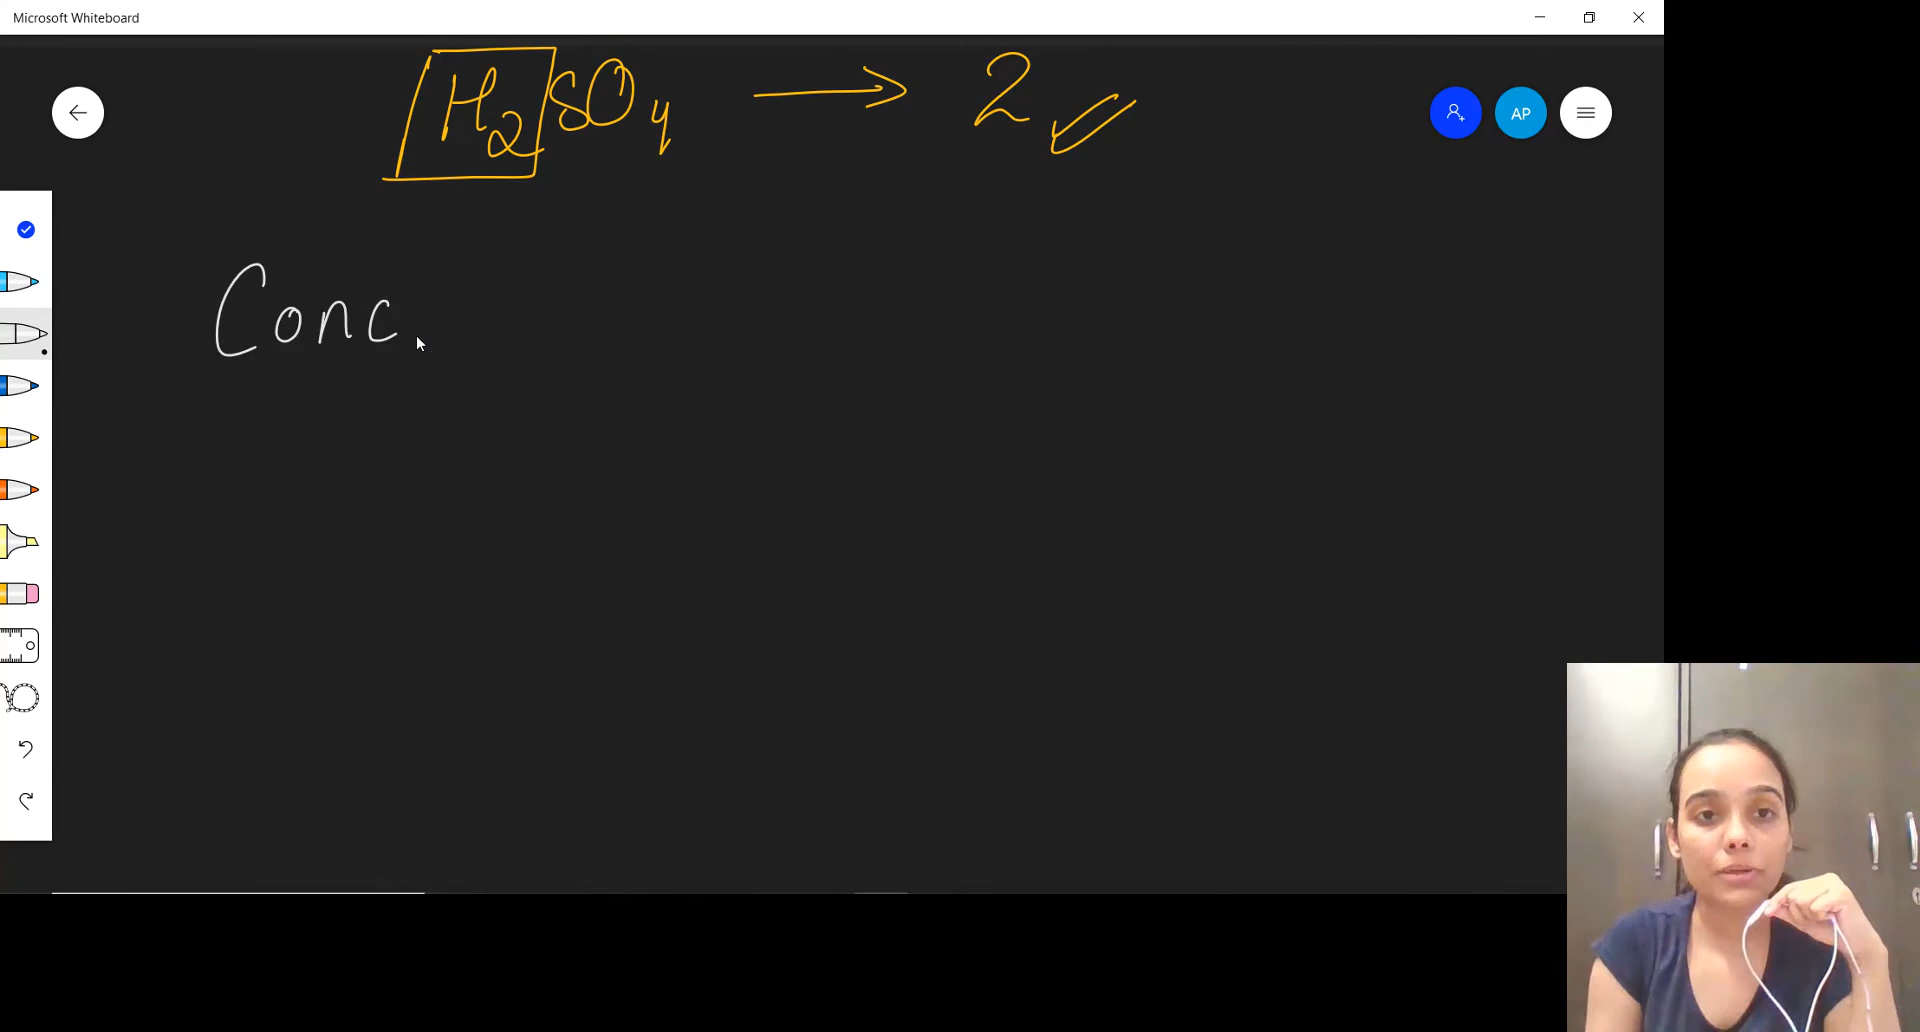 Microsoft Whiteboard
H₂SO₄ → 2 ✓
AP
Conc.